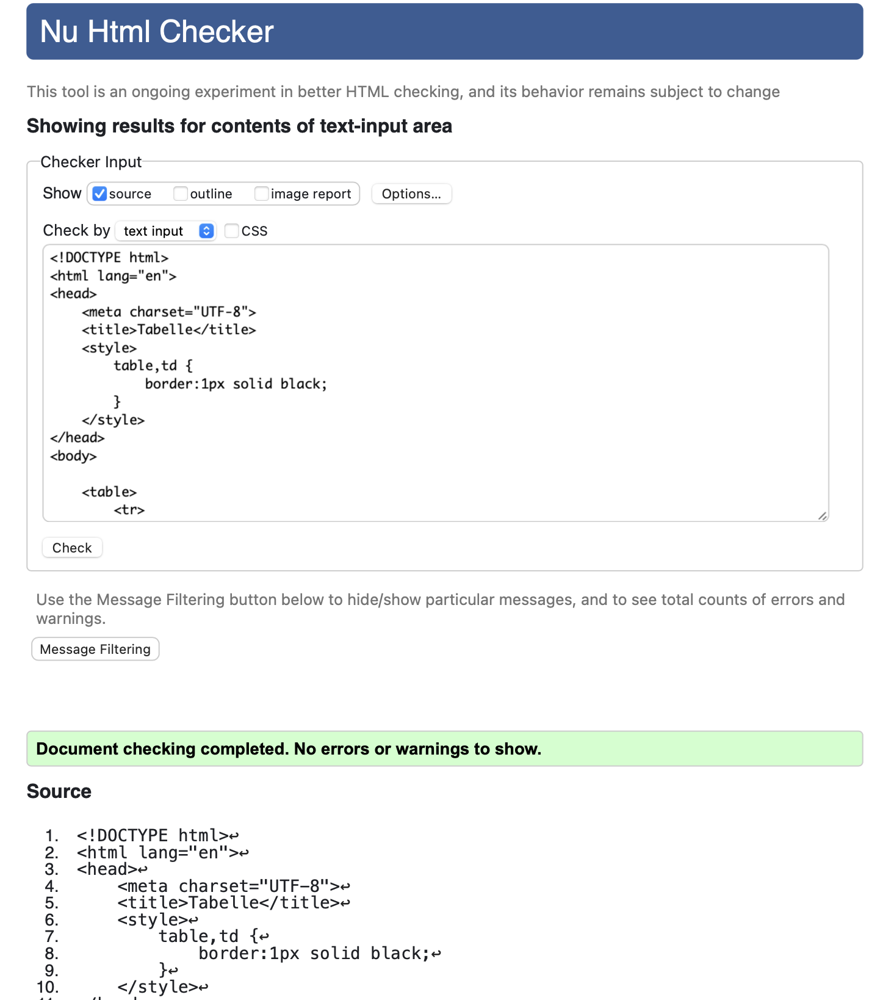 Nu Html Checker
This tool is an ongoing experiment in better HTML checking, and its behavior remains subject to change
Showing results for contents of text-input area
Checker Input
Show source outline image report Options...
Check by text input CSS
<!DOCTYPE html>
<html lang="en">
<head>
    <meta charset="UTF-8">
    <title>Tabelle</title>
    <style>
        table,td {
            border:1px solid black;
        }
    </style>
</head>
<body>
    <table>
        <tr>
Check
Use the Message Filtering button below to hide/show particular messages, and to see total counts of errors and
warnings.
Message Filtering
Document checking completed. No errors or warnings to show.
Source
1. <!DOCTYPE html>↩
2. <html lang="en">↩
3. <head>↩
4.     <meta charset="UTF-8">↩
5.     <title>Tabelle</title>↩
6.     <style>↩
7.         table,td {↩
8.             border:1px solid black;↩
9.         }↩
10.     </style>↩